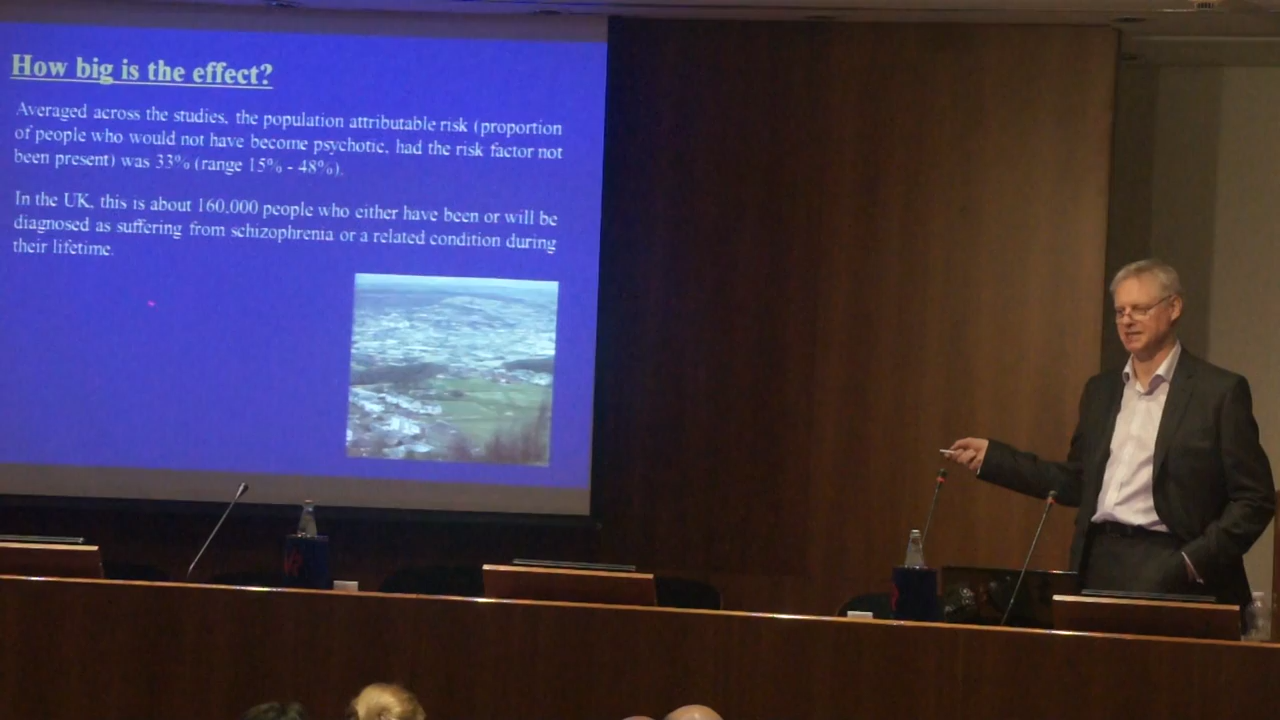 How big is the effect?
Averaged across the studies, the population attributable risk (proportion
of people who would not have become psychotic, had the risk factor not
been present) was 33% (range 15% - 48%).
In the UK, this is about 160,000 people who either have been or will be
diagnosed as suffering from schizophrenia or a related condition during
their lifetime.